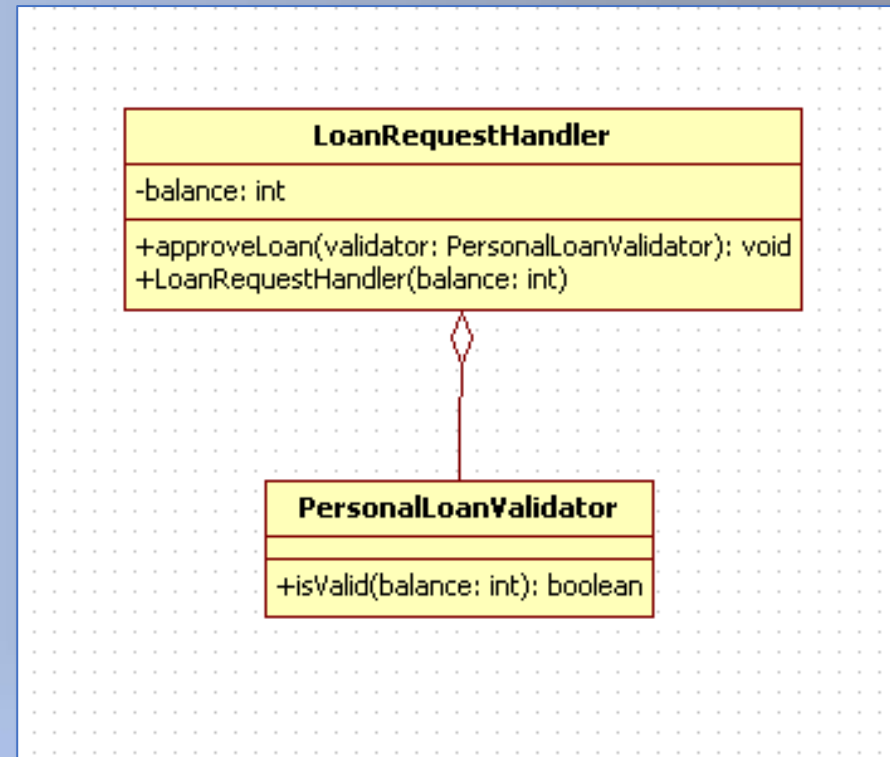 LoanRequestHandler
-balance: int
+approveLoan(validator: PersonalLoanValidator): void
+LoanRequestHandler(balance: int)
PersonalLoanValidator
+isValid(balance: int): boolean